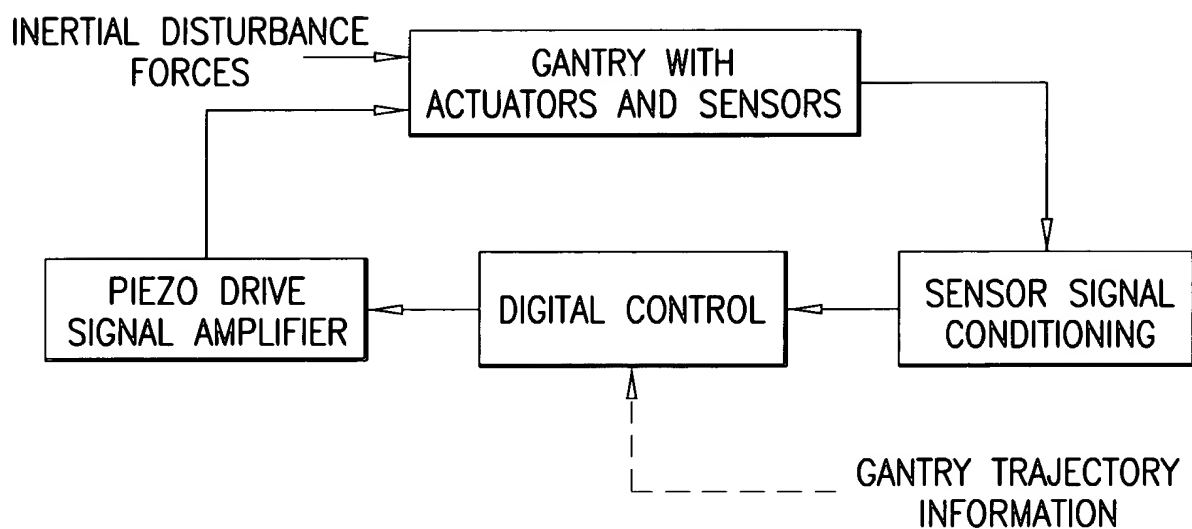 INERTIAL DISTURBANCE
FORCES
GANTRY WITH
ACTUATORS AND SENSORS
PIEZO DRIVE
SIGNAL AMPLIFIER
DIGITAL CONTROL
SENSOR SIGNAL
CONDITIONING
GANTRY TRAJECTORY
INFORMATION